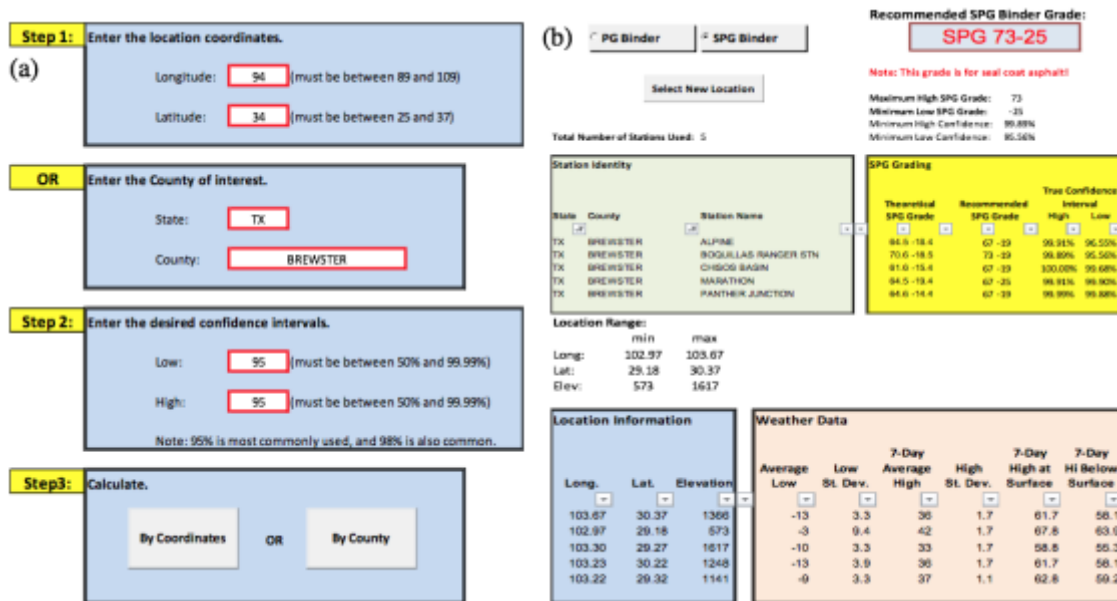 Step 1: Enter the location coordinates.
(a)
Longitude: 94 (must be between 89 and 109)
Latitude: 34 (must be between 25 and 37)
OR Enter the County of interest.
State: TX
County: BREWSTER
Step 2: Enter the desired confidence intervals.
Low: 95 (must be between 50% and 99.99%)
High: 95 (must be between 50% and 99.99%)
Note: 95% is most commonly used, and 98% is also common.
Step3: Calculate.
By Coordinates OR By County
(b) PG Binder SPG Binder
Recommended SPG Binder Grade:
SPG 73-25
Select New Location
Note: This grade is for seal coat asphalt!
Maximum High SPG Grade: 73
Minimum Low SPG Grade: -25
Minimum High Confidence: 99.89%
Minimum Low Confidence: 95.56%
Total Number of Stations Used: 5
Station Identity
State County Station Name
TX BREWSTER ALPINE
TX BREWSTER BOQUILLAS RANGER STN
TX BREWSTER CHISOS BASIN
TX BREWSTER MARATHON
TX BREWSTER PANTHER JUNCTION
SPG Grading
True Confidence
Theoretical Recommended Interval
SPG Grade SPG Grade High Low
67 -19 99.91% 96.55%
70.6 -18.5 73 -19 99.89% 95.56%
61.6 -15.4 67 -19 100.00% 99.68%
64.5 -19.4 67 -25 99.91% 99.90%
64.6 -14.4 67 -19 99.99% 99.88%
Location Range:
min max
Long: 102.97 103.67
Lat: 29.18 30.37
Elev: 573 1617
Location Information
Long. Lat. Elevation
103.67 30.37 1366
102.97 29.18 573
103.30 29.27 1617
103.23 30.22 1248
103.22 29.32 1141
Weather Data
7-Day 7-Day 7-Day
Average Low Average High High at Hi Below
Low St. Dev. High St. Dev. Surface Surface
-13 3.3 36 1.7 61.7 58.1
-3 9.4 42 1.7 67.8 63.9
-10 3.3 33 1.7 58.8 55.3
-13 3.9 36 1.7 61.7 58.1
-9 3.3 37 1.1 62.8 59.2